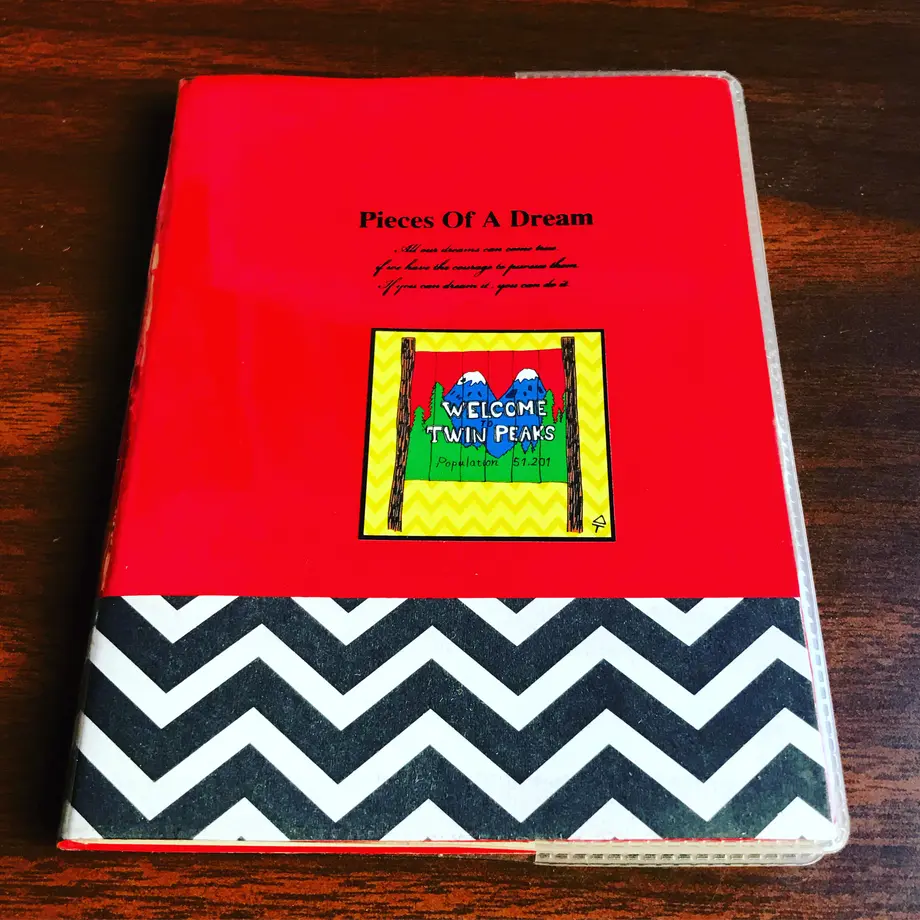 Pieces Of A Dream
All our dreams can come true.
if we have the courage to pursue them.
If you can dream it, you can do it.
WELCOME
TO
TWIN PEAKS
Population 51.201